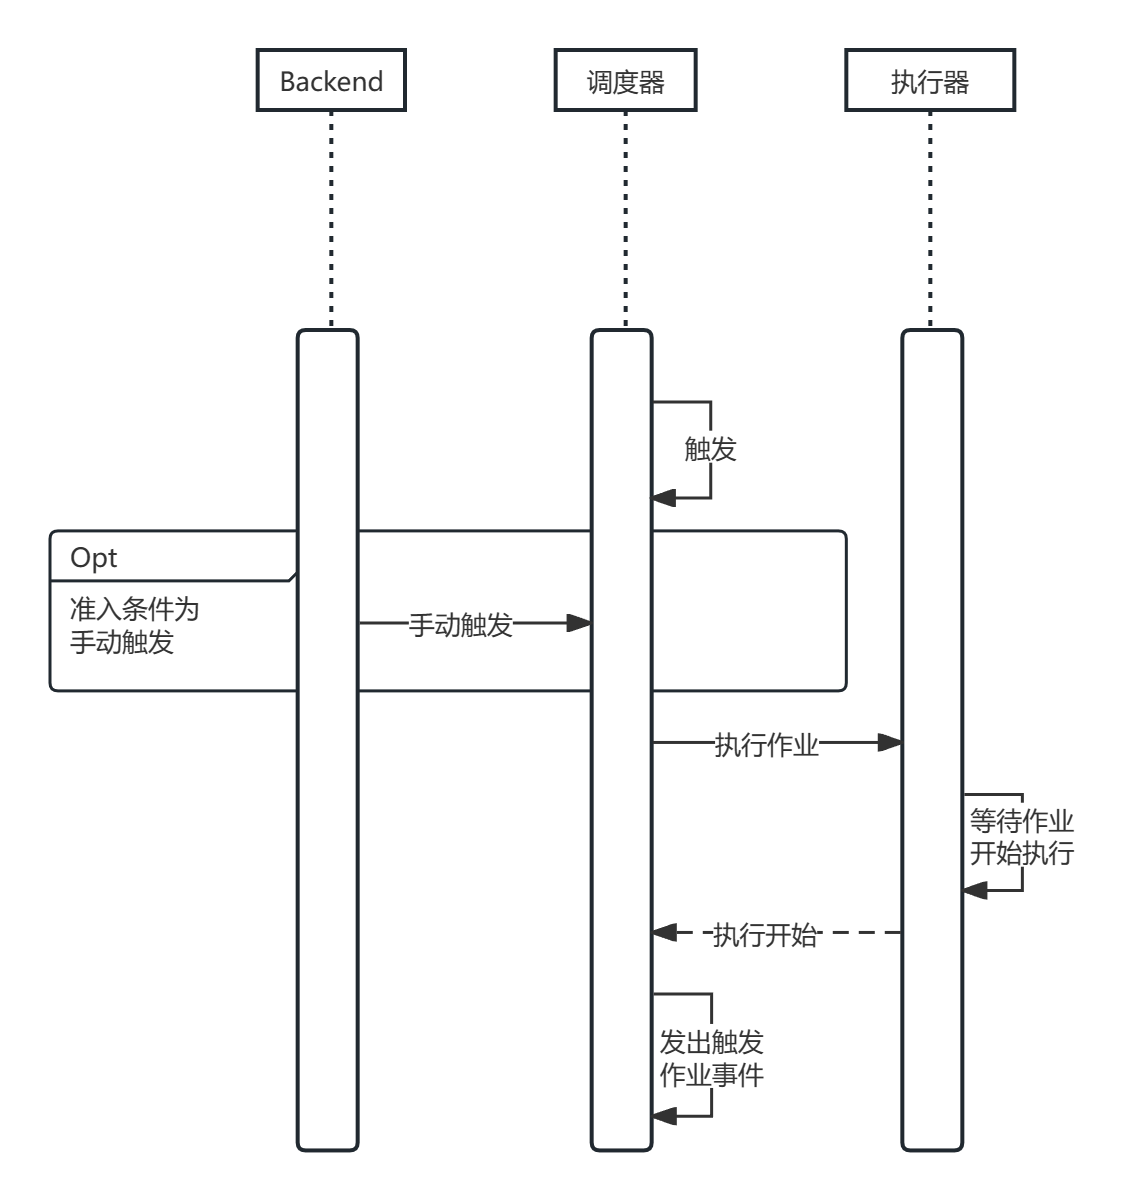 Backend
调度器
执行器
触发
Opt
准入条件为
手动触发
手动触发
执行作业
等待作业
开始执行
执行开始
发出触发
作业事件